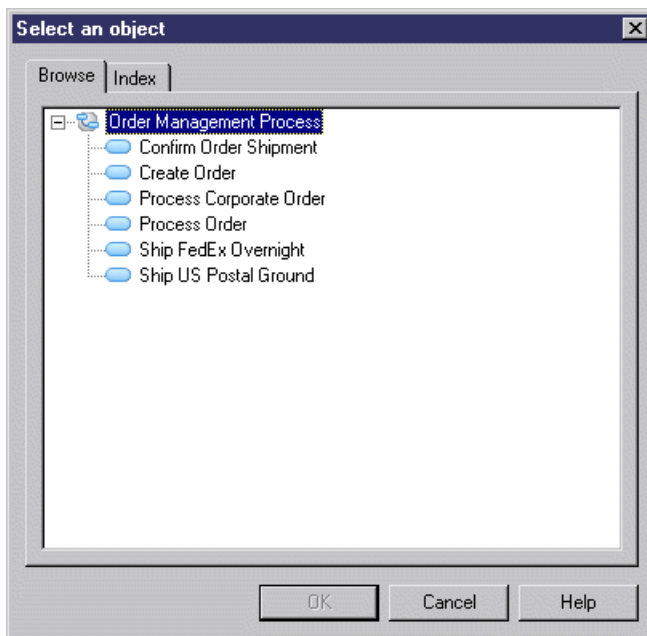 Select an object
Browse
Index
Order Management Process
Confirm Order Shipment
Create Order
Process Corporate Order
Process Order
Ship FedEx Overnight
Ship US Postal Ground
OK
Cancel
Help